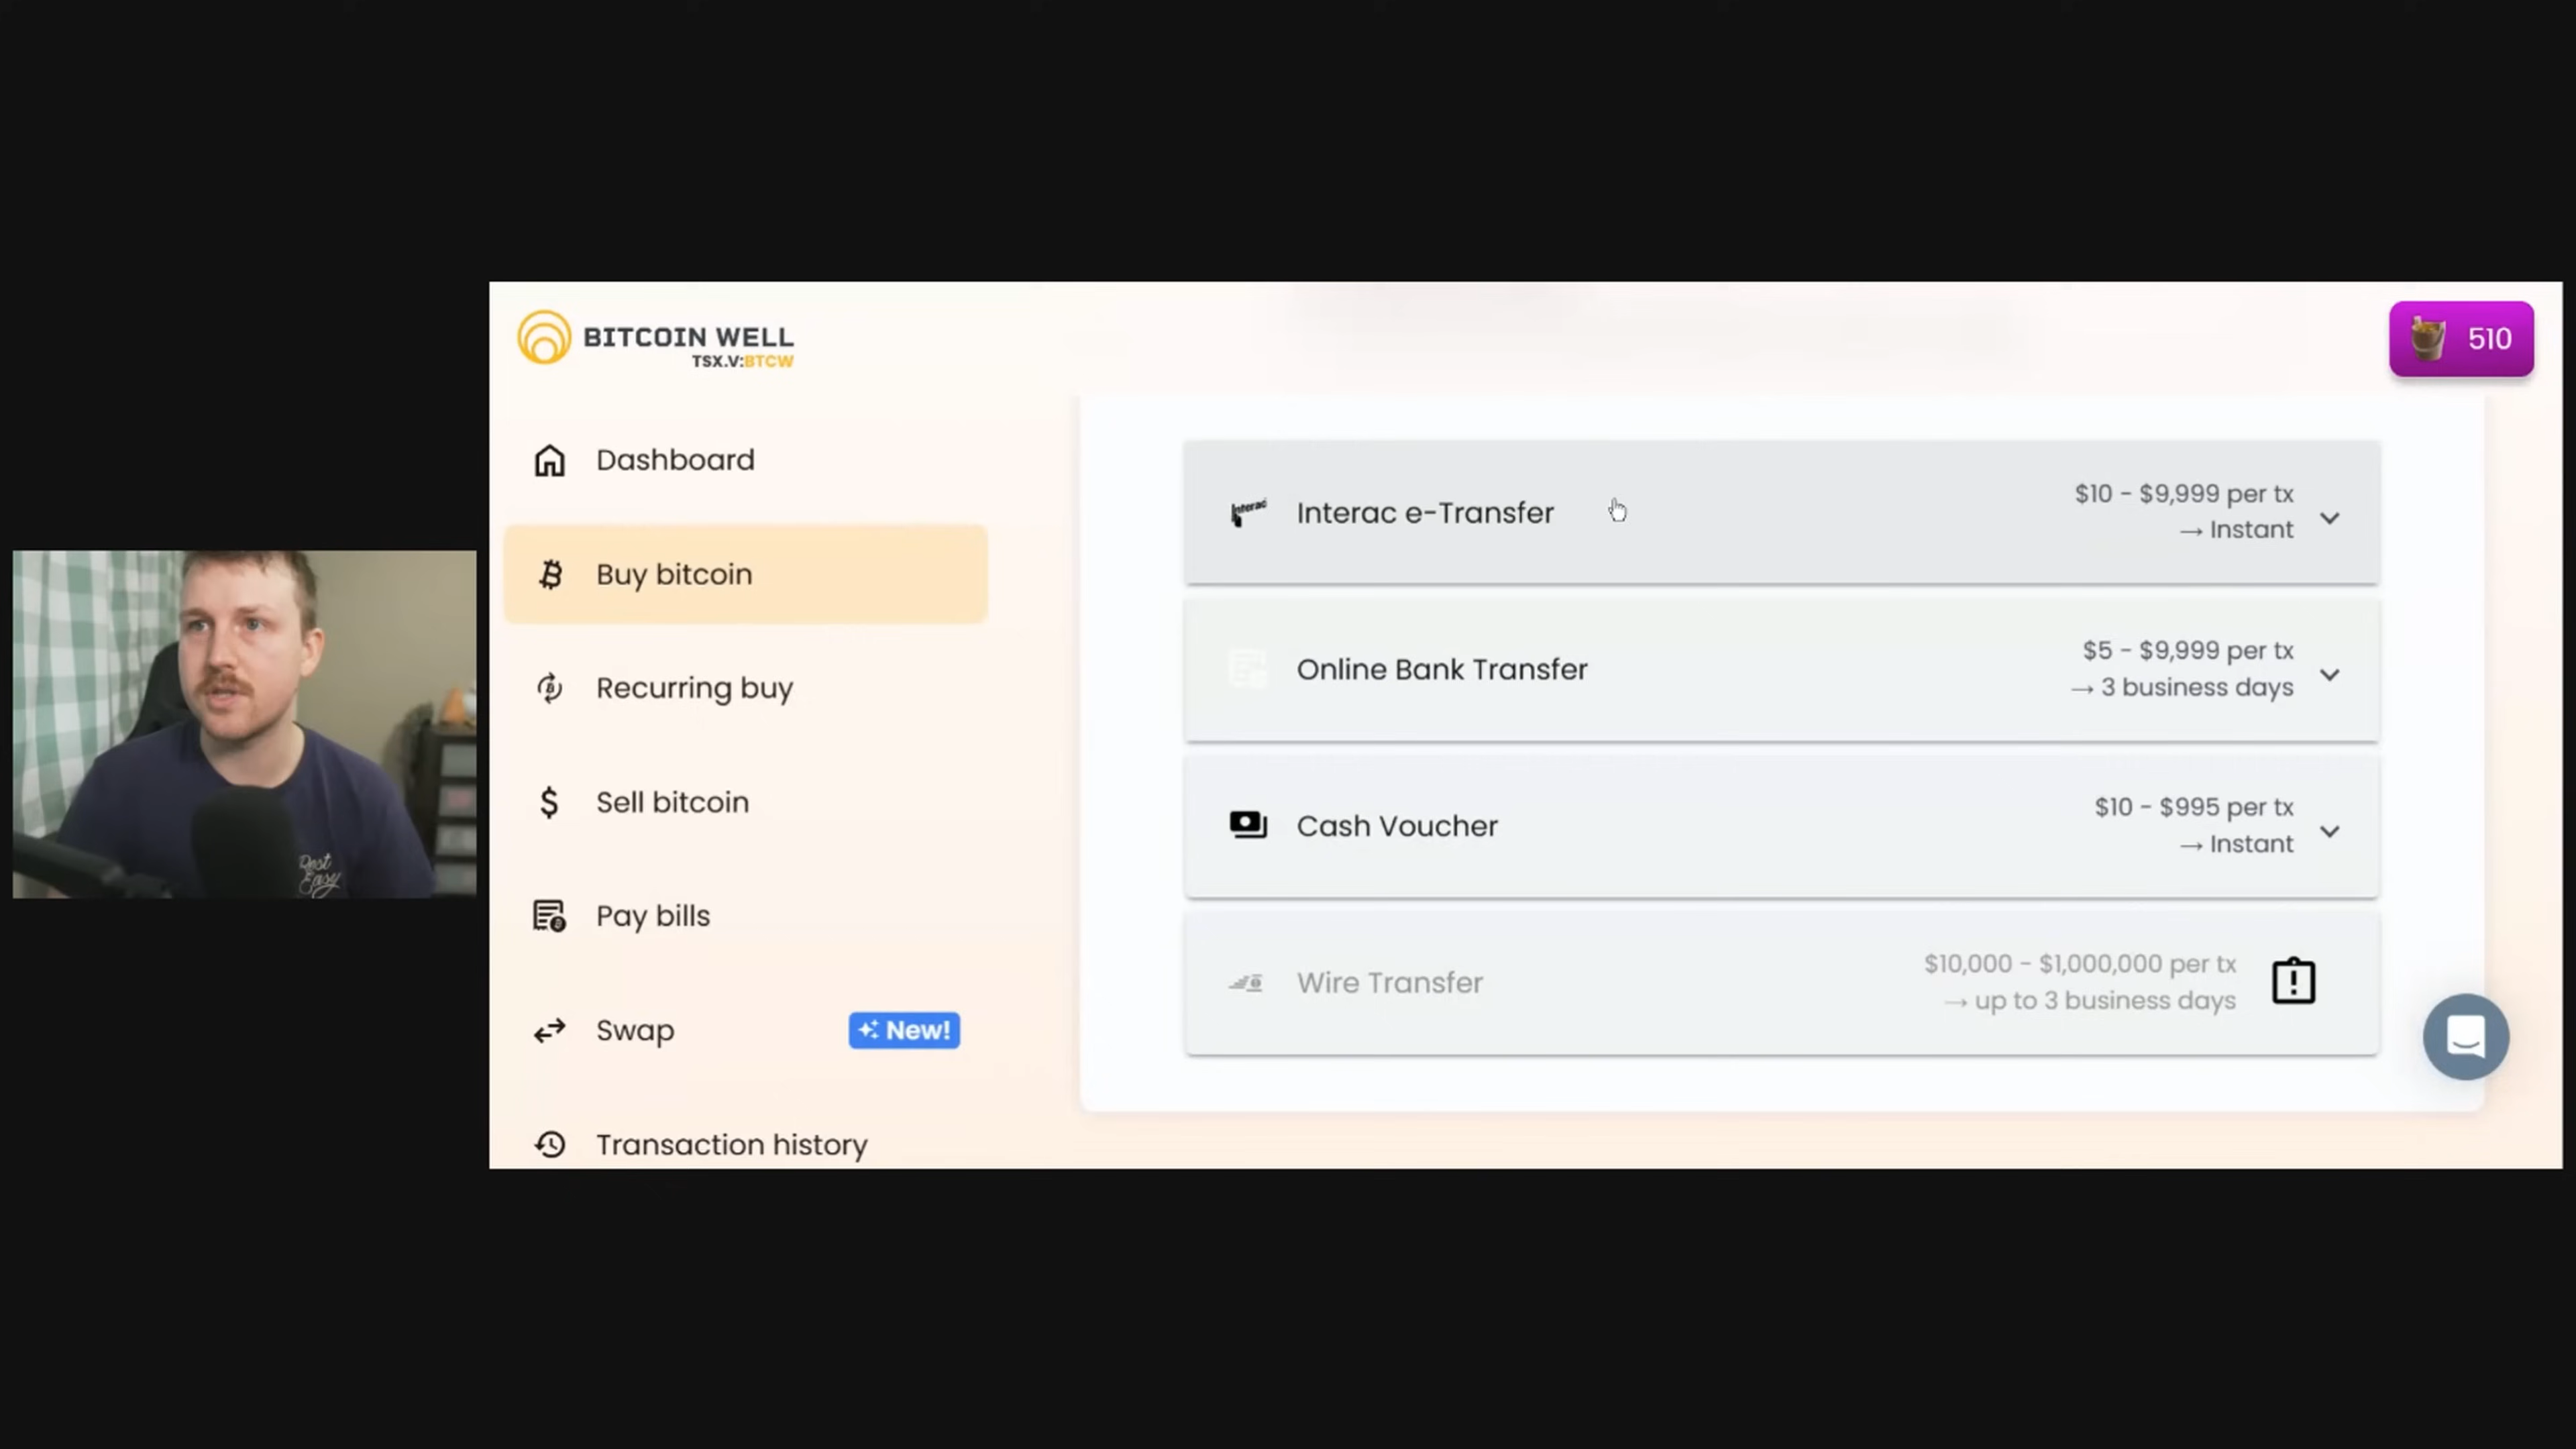 BITCOIN WELL
TSX.V:BTCW
510
Dashboard
Buy bitcoin
Recurring buy
Sell bitcoin
Pay bills
Swap
New!
Transaction history
Interac
Interac e-Transfer
$10 - $9,999 per tx
→ Instant
Online Bank Transfer
$5 - $9,999 per tx
→ 3 business days
Cash Voucher
$10 - $995 per tx
→ Instant
Wire Transfer
$10,000 - $1,000,000 per tx
→ up to 3 business days
Rest
Easy